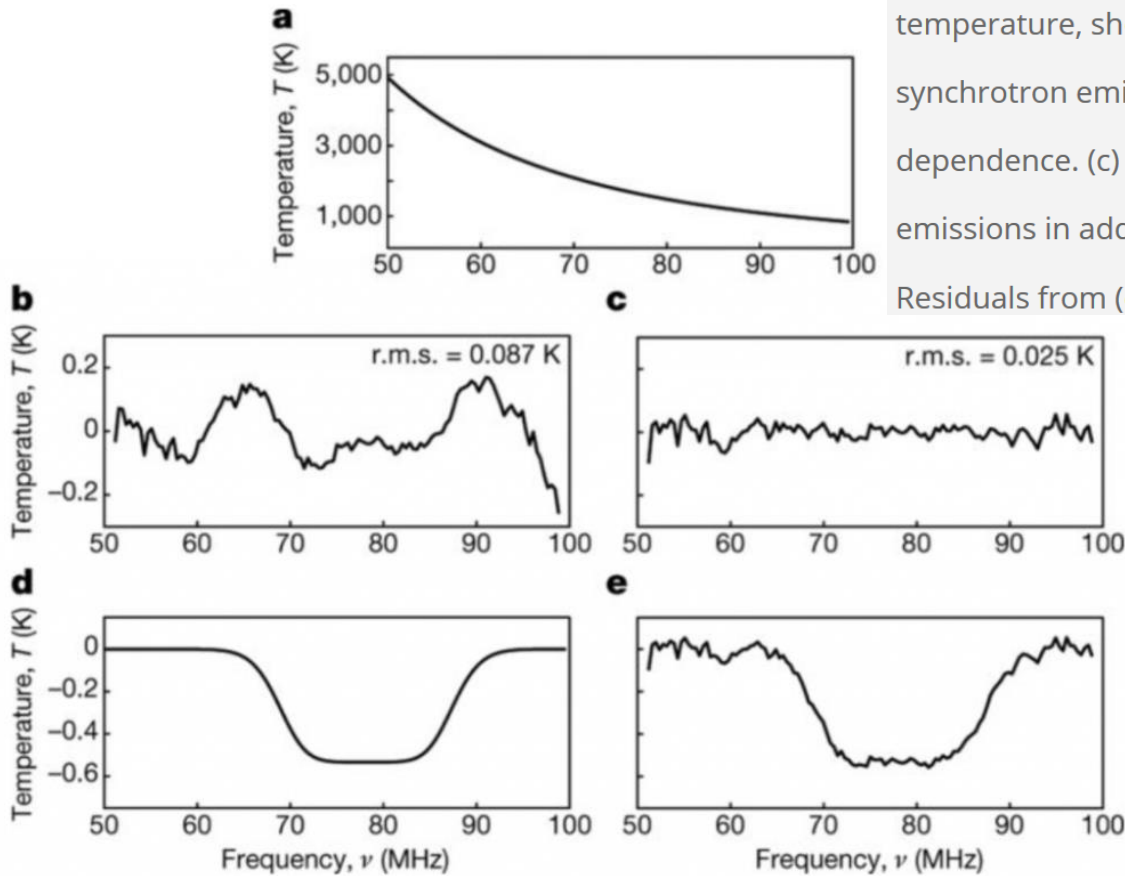 a
Temperature, T (K)
5,000
3,000
1,000
50 60 70 80 90 100
temperature, sh
synchrotron emi
dependence. (c)
emissions in add
Residuals from (
b
Temperature, T (K)
0.2
0
−0.2
r.m.s. = 0.087 K
50 60 70 80 90 100
c
r.m.s. = 0.025 K
50 60 70 80 90 100
d
Temperature, T (K)
0
−0.2
−0.4
−0.6
50 60 70 80 90 100
Frequency, ν (MHz)
e
50 60 70 80 90 100
Frequency, ν (MHz)